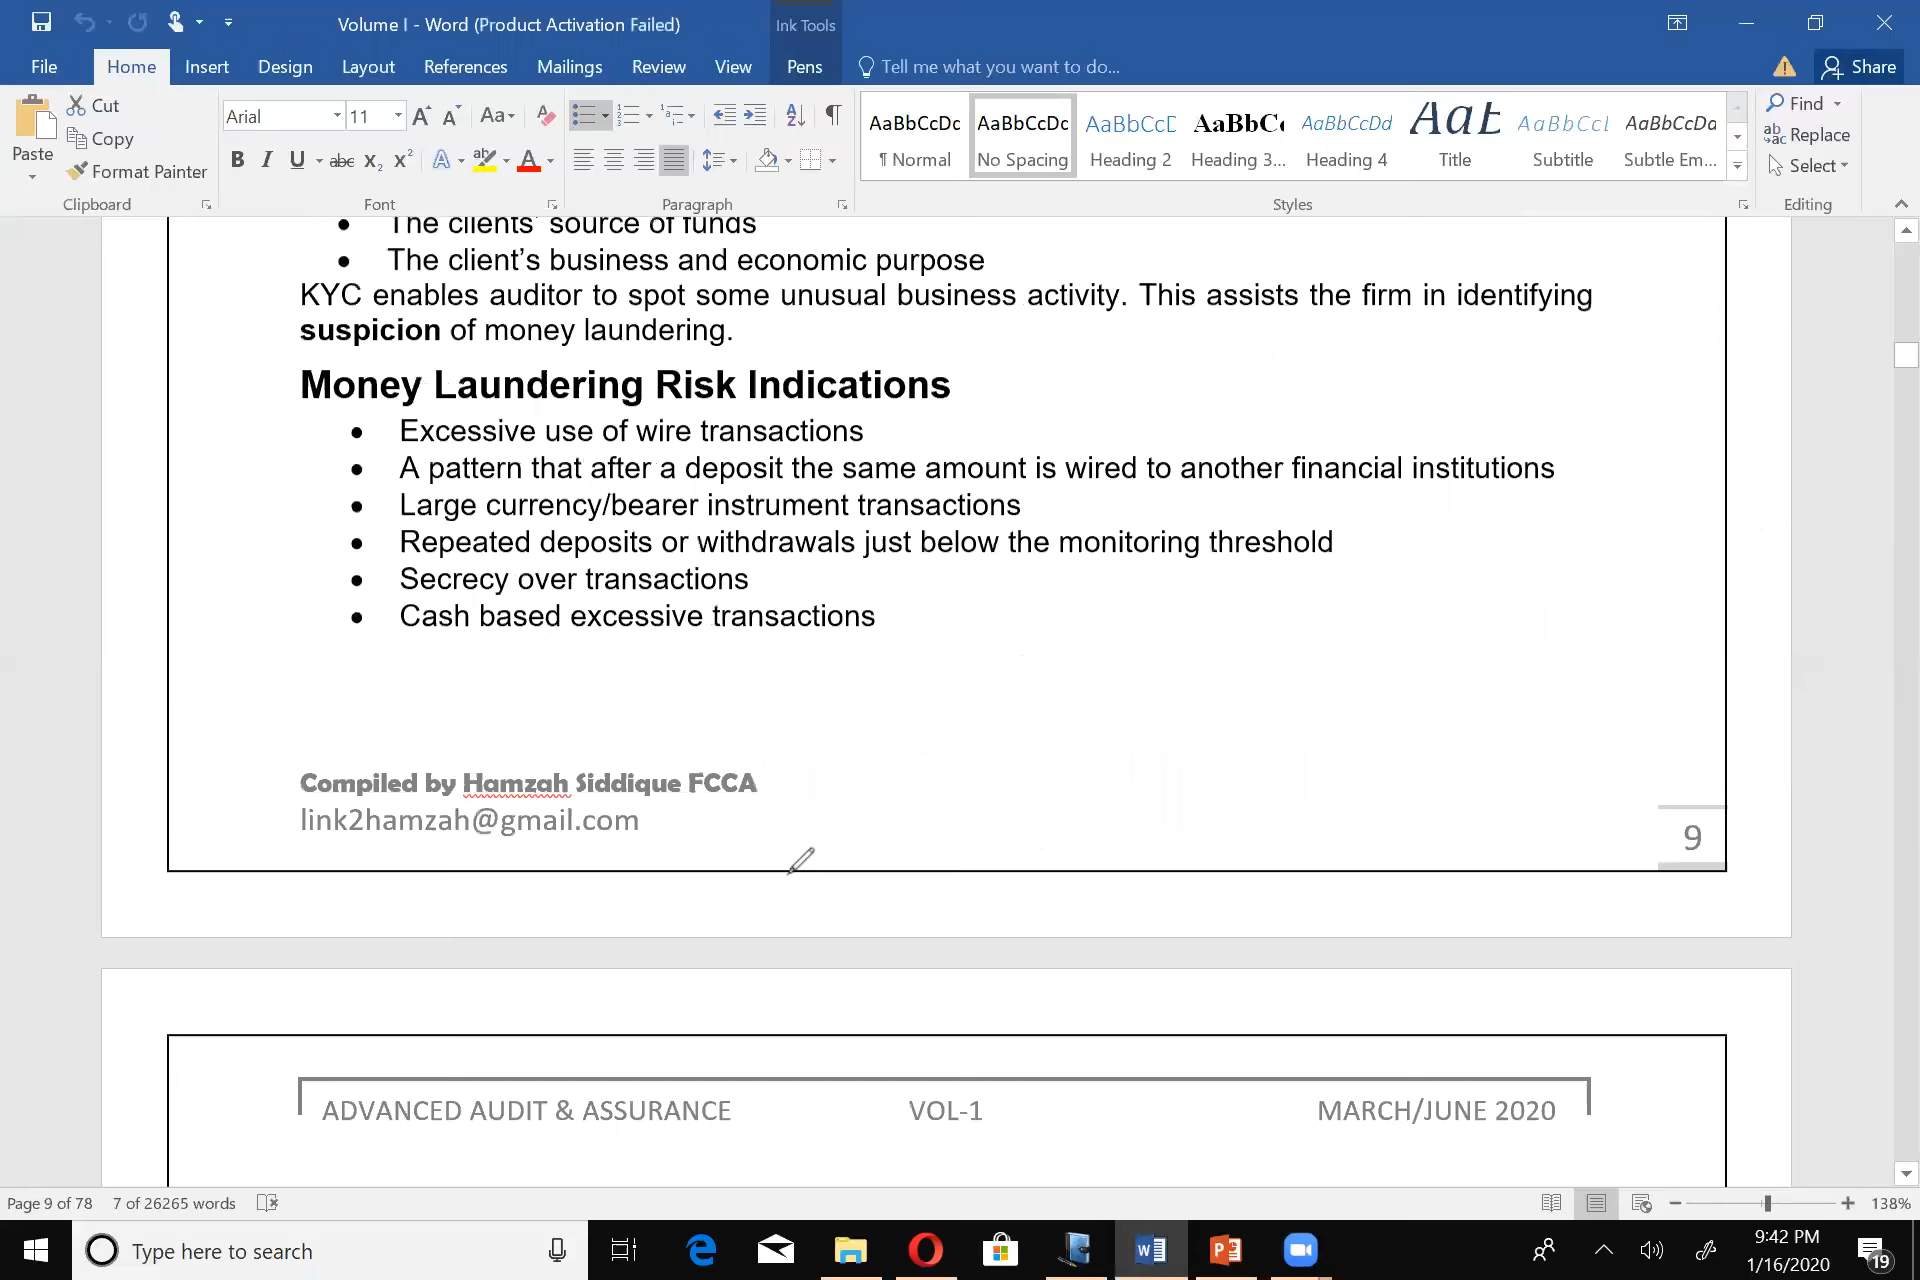 Volume I - Word (Product Activation Failed)
Ink Tools
File
Home
Insert
Design
Layout
References
Mailings
Review
View
Pens
Tell me what you want to do...
Share
Paste
Cut
Copy
Format Painter
Clipboard
Arial
11
Font
Paragraph
AaBbCcDc
¶ Normal
AaBbCcDc
No Spacing
AaBbCcD
Heading 2
AaBbCc
Heading 3...
AaBbCcDd
Heading 4
AaB
Title
AaBbCcD
Subtitle
AaBbCcDd
Subtle Em...
Styles
Find
Replace
Select
Editing
• The clients' source of funds
• The client’s business and economic purpose
KYC enables auditor to spot some unusual business activity. This assists the firm in identifying
suspicion of money laundering.
Money Laundering Risk Indications
• Excessive use of wire transactions
• A pattern that after a deposit the same amount is wired to another financial institutions
• Large currency/bearer instrument transactions
• Repeated deposits or withdrawals just below the monitoring threshold
• Secrecy over transactions
• Cash based excessive transactions
Compiled by Hamzah Siddique FCCA
link2hamzah@gmail.com
9
ADVANCED AUDIT & ASSURANCE VOL-1 MARCH/JUNE 2020
Page 9 of 78 7 of 26265 words
138%
Type here to search
9:42 PM
1/16/2020
19